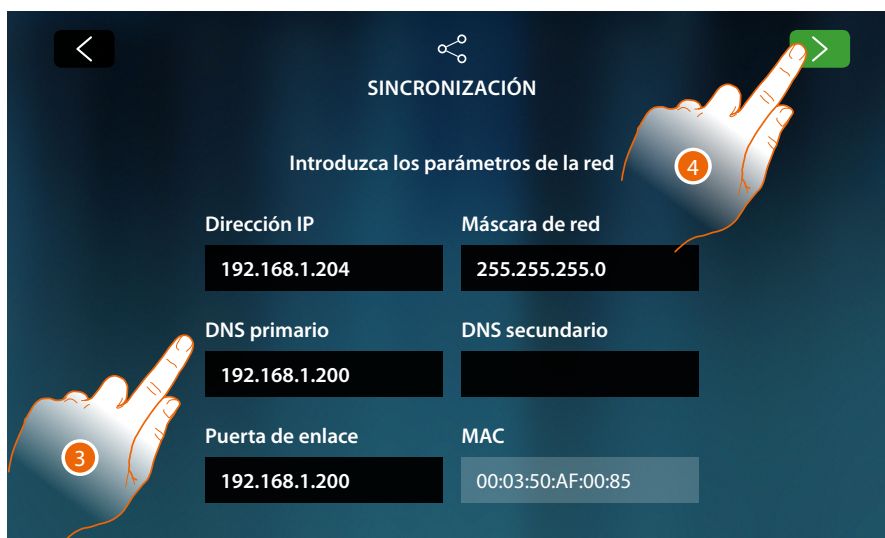 SINCRONIZACIÓN
Introduzca los parámetros de la red
4
Dirección IP
Máscara de red
192.168.1.204
255.255.255.0
DNS primario
DNS secundario
192.168.1.200
3
Puerta de enlace
MAC
192.168.1.200
00:03:50:AF:00:85